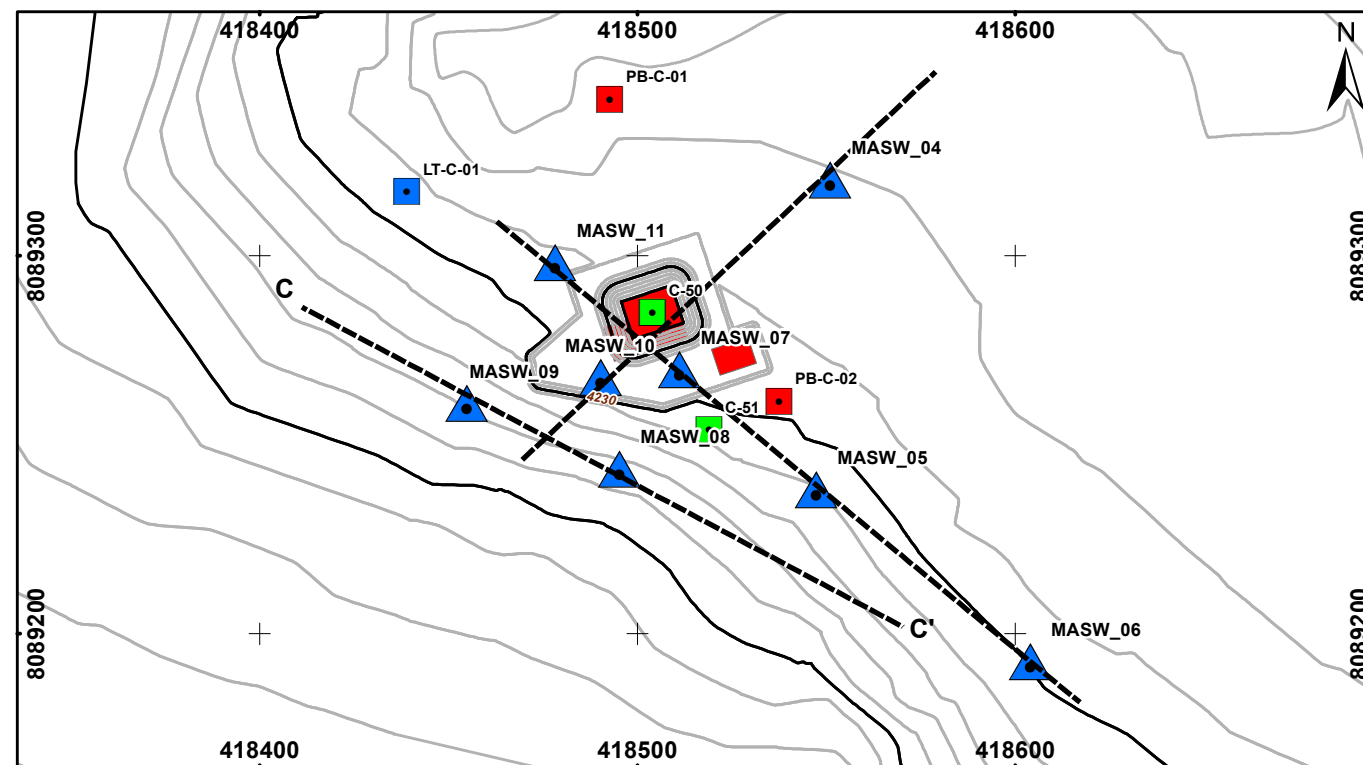 418400
418500
418600
N
PB-C-01
MASW_04
LT-C-01
MASW_11
8089300
8089300
C
C-50
MASW_10
MASW_07
MASW_09
PB-C-02
4230
C-51
MASW_08
MASW_05
8089200
8089200
C'
MASW_06
418400
418500
418600